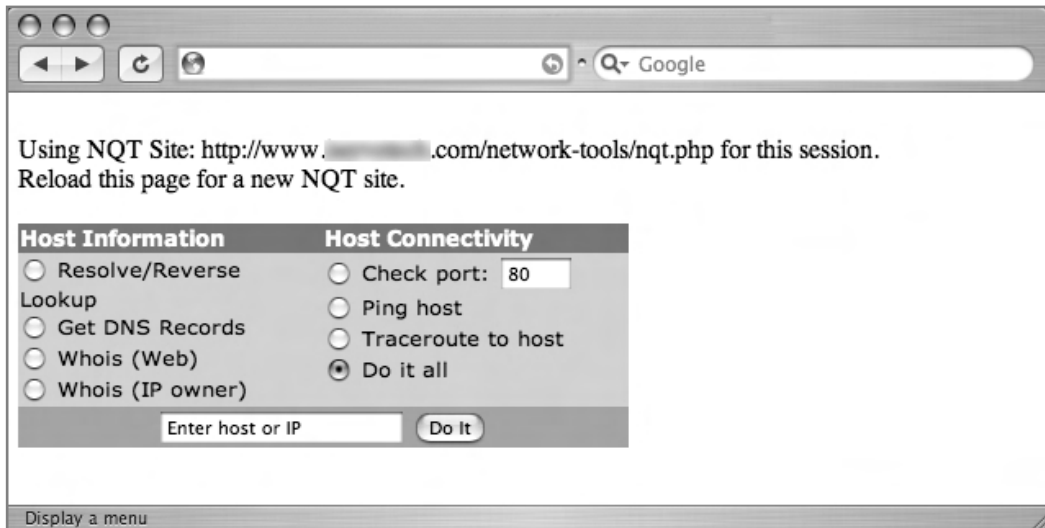 Google
Using NQT Site: http://www. .com/network-tools/nqt.php for this session.
Reload this page for a new NQT site.
Host Information
Resolve/Reverse
Lookup
Get DNS Records
Whois (Web)
Whois (IP owner)
Host Connectivity
Check port: 80
Ping host
Traceroute to host
Do it all
Enter host or IP
Do It
Display a menu